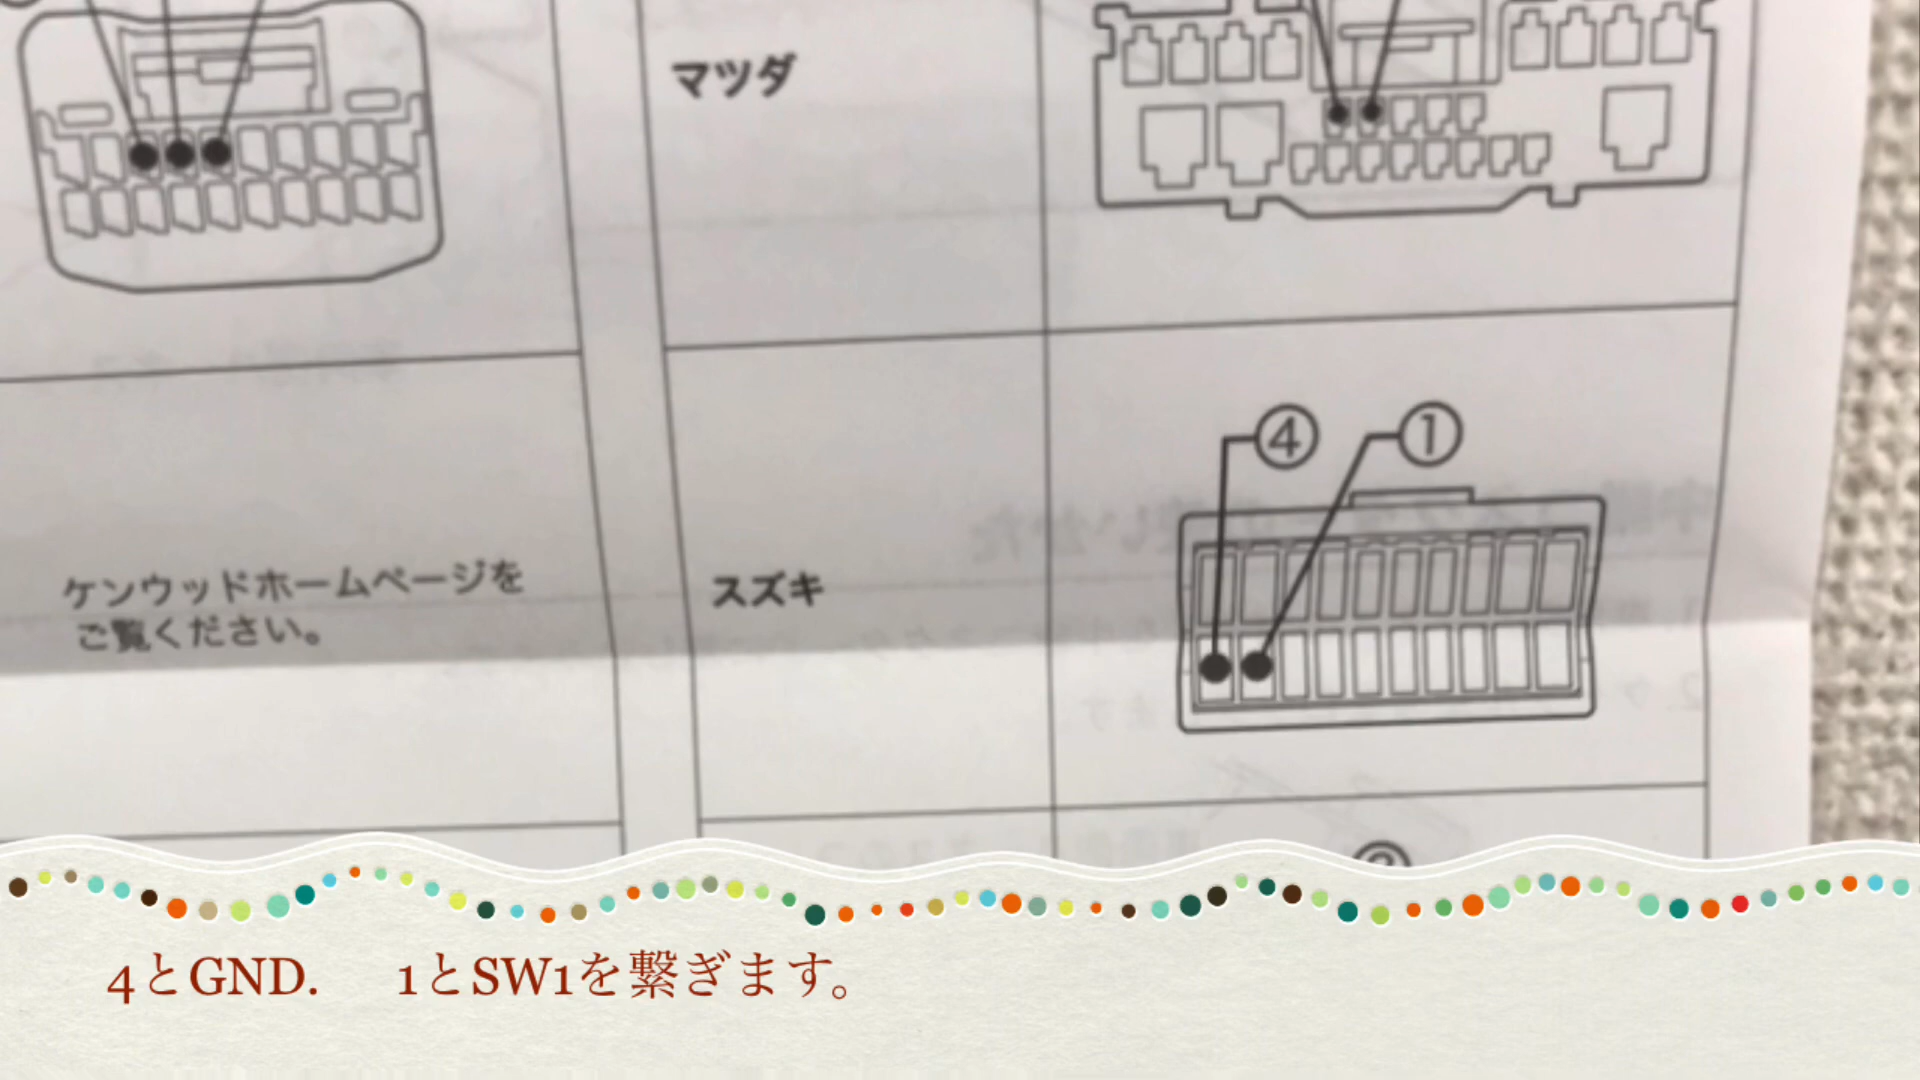 マツダ
④ ①
ケンウッドホームページを
ご覧ください。
スズキ
4とGND. 1とSW1を繋ぎます。